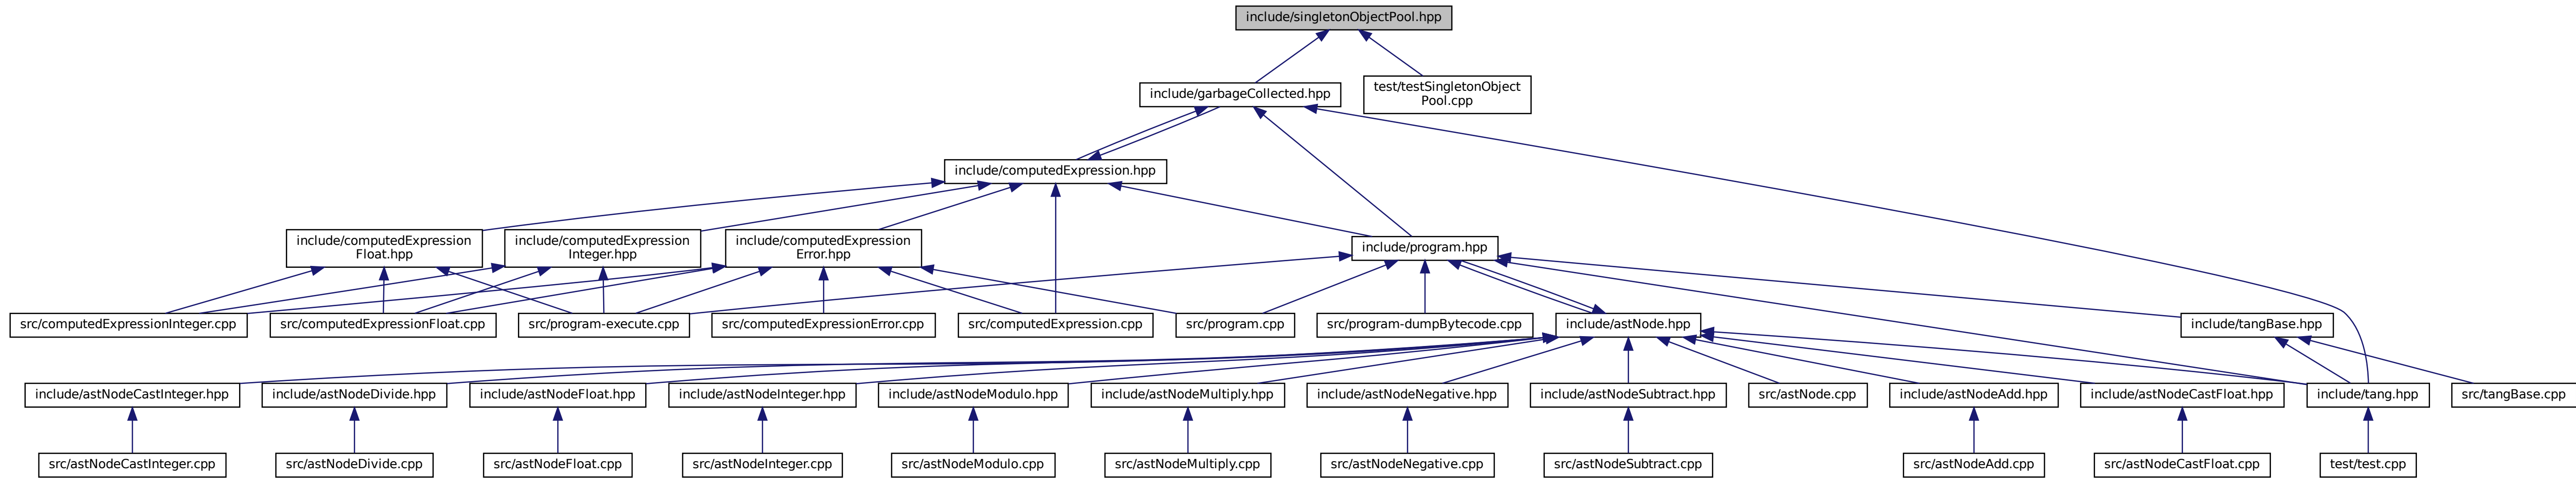 include/singletonObjectPool.hpp
include/garbageCollected.hpp
test/testSingletonObject
Pool.cpp
include/computedExpression.hpp
include/computedExpression
Float.hpp
include/computedExpression
Integer.hpp
include/computedExpression
Error.hpp
include/program.hpp
src/computedExpressionInteger.cpp
src/computedExpressionFloat.cpp
src/program-execute.cpp
src/computedExpressionError.cpp
src/computedExpression.cpp
src/program.cpp
src/program-dumpBytecode.cpp
include/astNode.hpp
include/tangBase.hpp
include/astNodeCastInteger.hpp
include/astNodeDivide.hpp
include/astNodeFloat.hpp
include/astNodeInteger.hpp
include/astNodeModulo.hpp
include/astNodeMultiply.hpp
include/astNodeNegative.hpp
include/astNodeSubtract.hpp
src/astNode.cpp
include/astNodeAdd.hpp
include/astNodeCastFloat.hpp
include/tang.hpp
src/tangBase.cpp
src/astNodeCastInteger.cpp
src/astNodeDivide.cpp
src/astNodeFloat.cpp
src/astNodeInteger.cpp
src/astNodeModulo.cpp
src/astNodeMultiply.cpp
src/astNodeNegative.cpp
src/astNodeSubtract.cpp
src/astNodeAdd.cpp
src/astNodeCastFloat.cpp
test/test.cpp